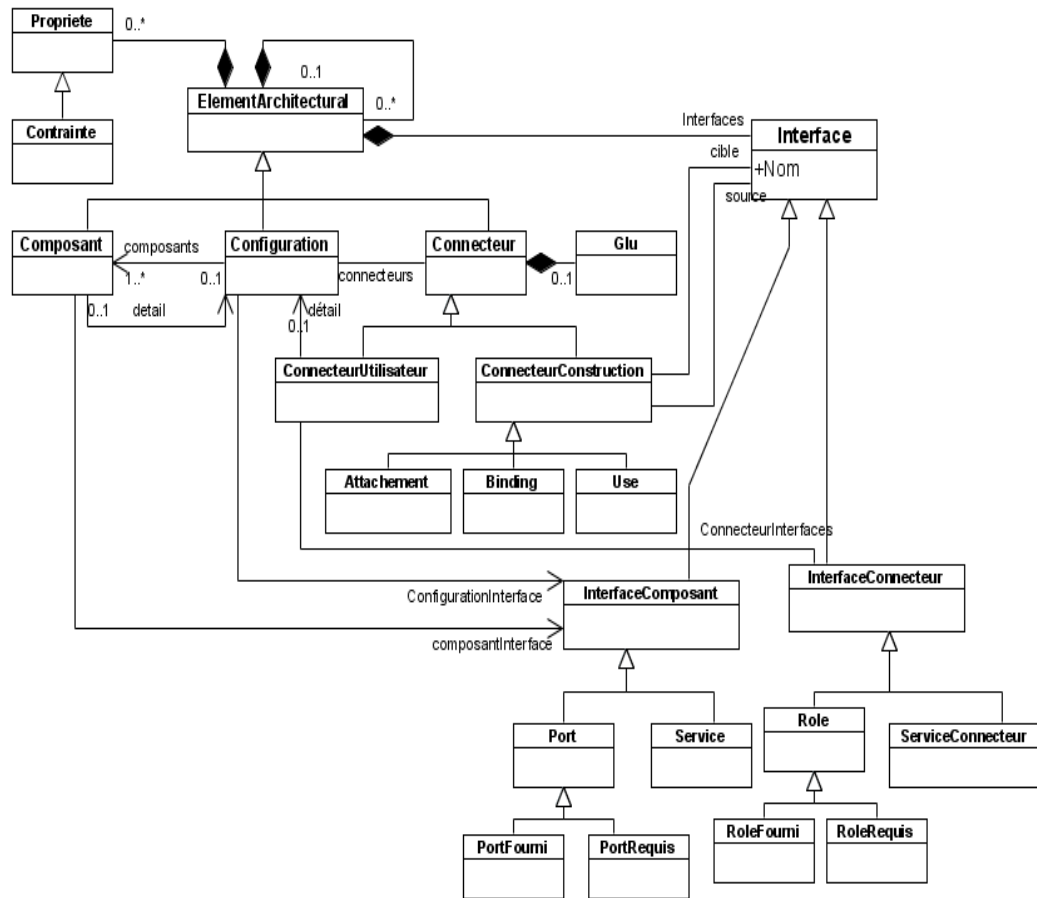 Propriete
0..*
0..1
ElementArchitectural
0..*
Contrainte
Interfaces
Interface
cible
+Nom
source
Composant
composants
Configuration
Connecteur
Glu
1..*
0..1
connecteurs
0..1
0..1
detail
détail
0..1
ConnecteurUtilisateur
ConnecteurConstruction
Attachement
Binding
Use
ConnecteurInterfaces
InterfaceConnecteur
ConfigurationInterface
InterfaceComposant
composantInterface
Port
Service
Role
ServiceConnecteur
PortFourni
PortRequis
RoleFourni
RoleRequis